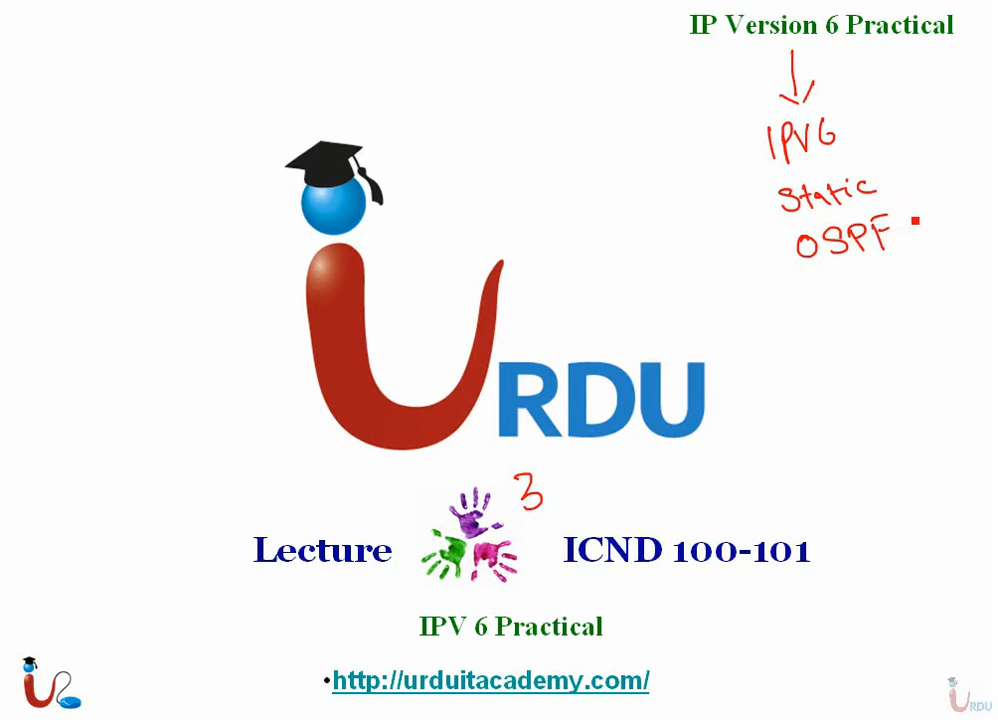 IP Version 6 Practical
IPV6
Static
OSPF
URDU
3
Lecture ICND 100-101
IPV 6 Practical
•http://urduitacademy.com/
URDU